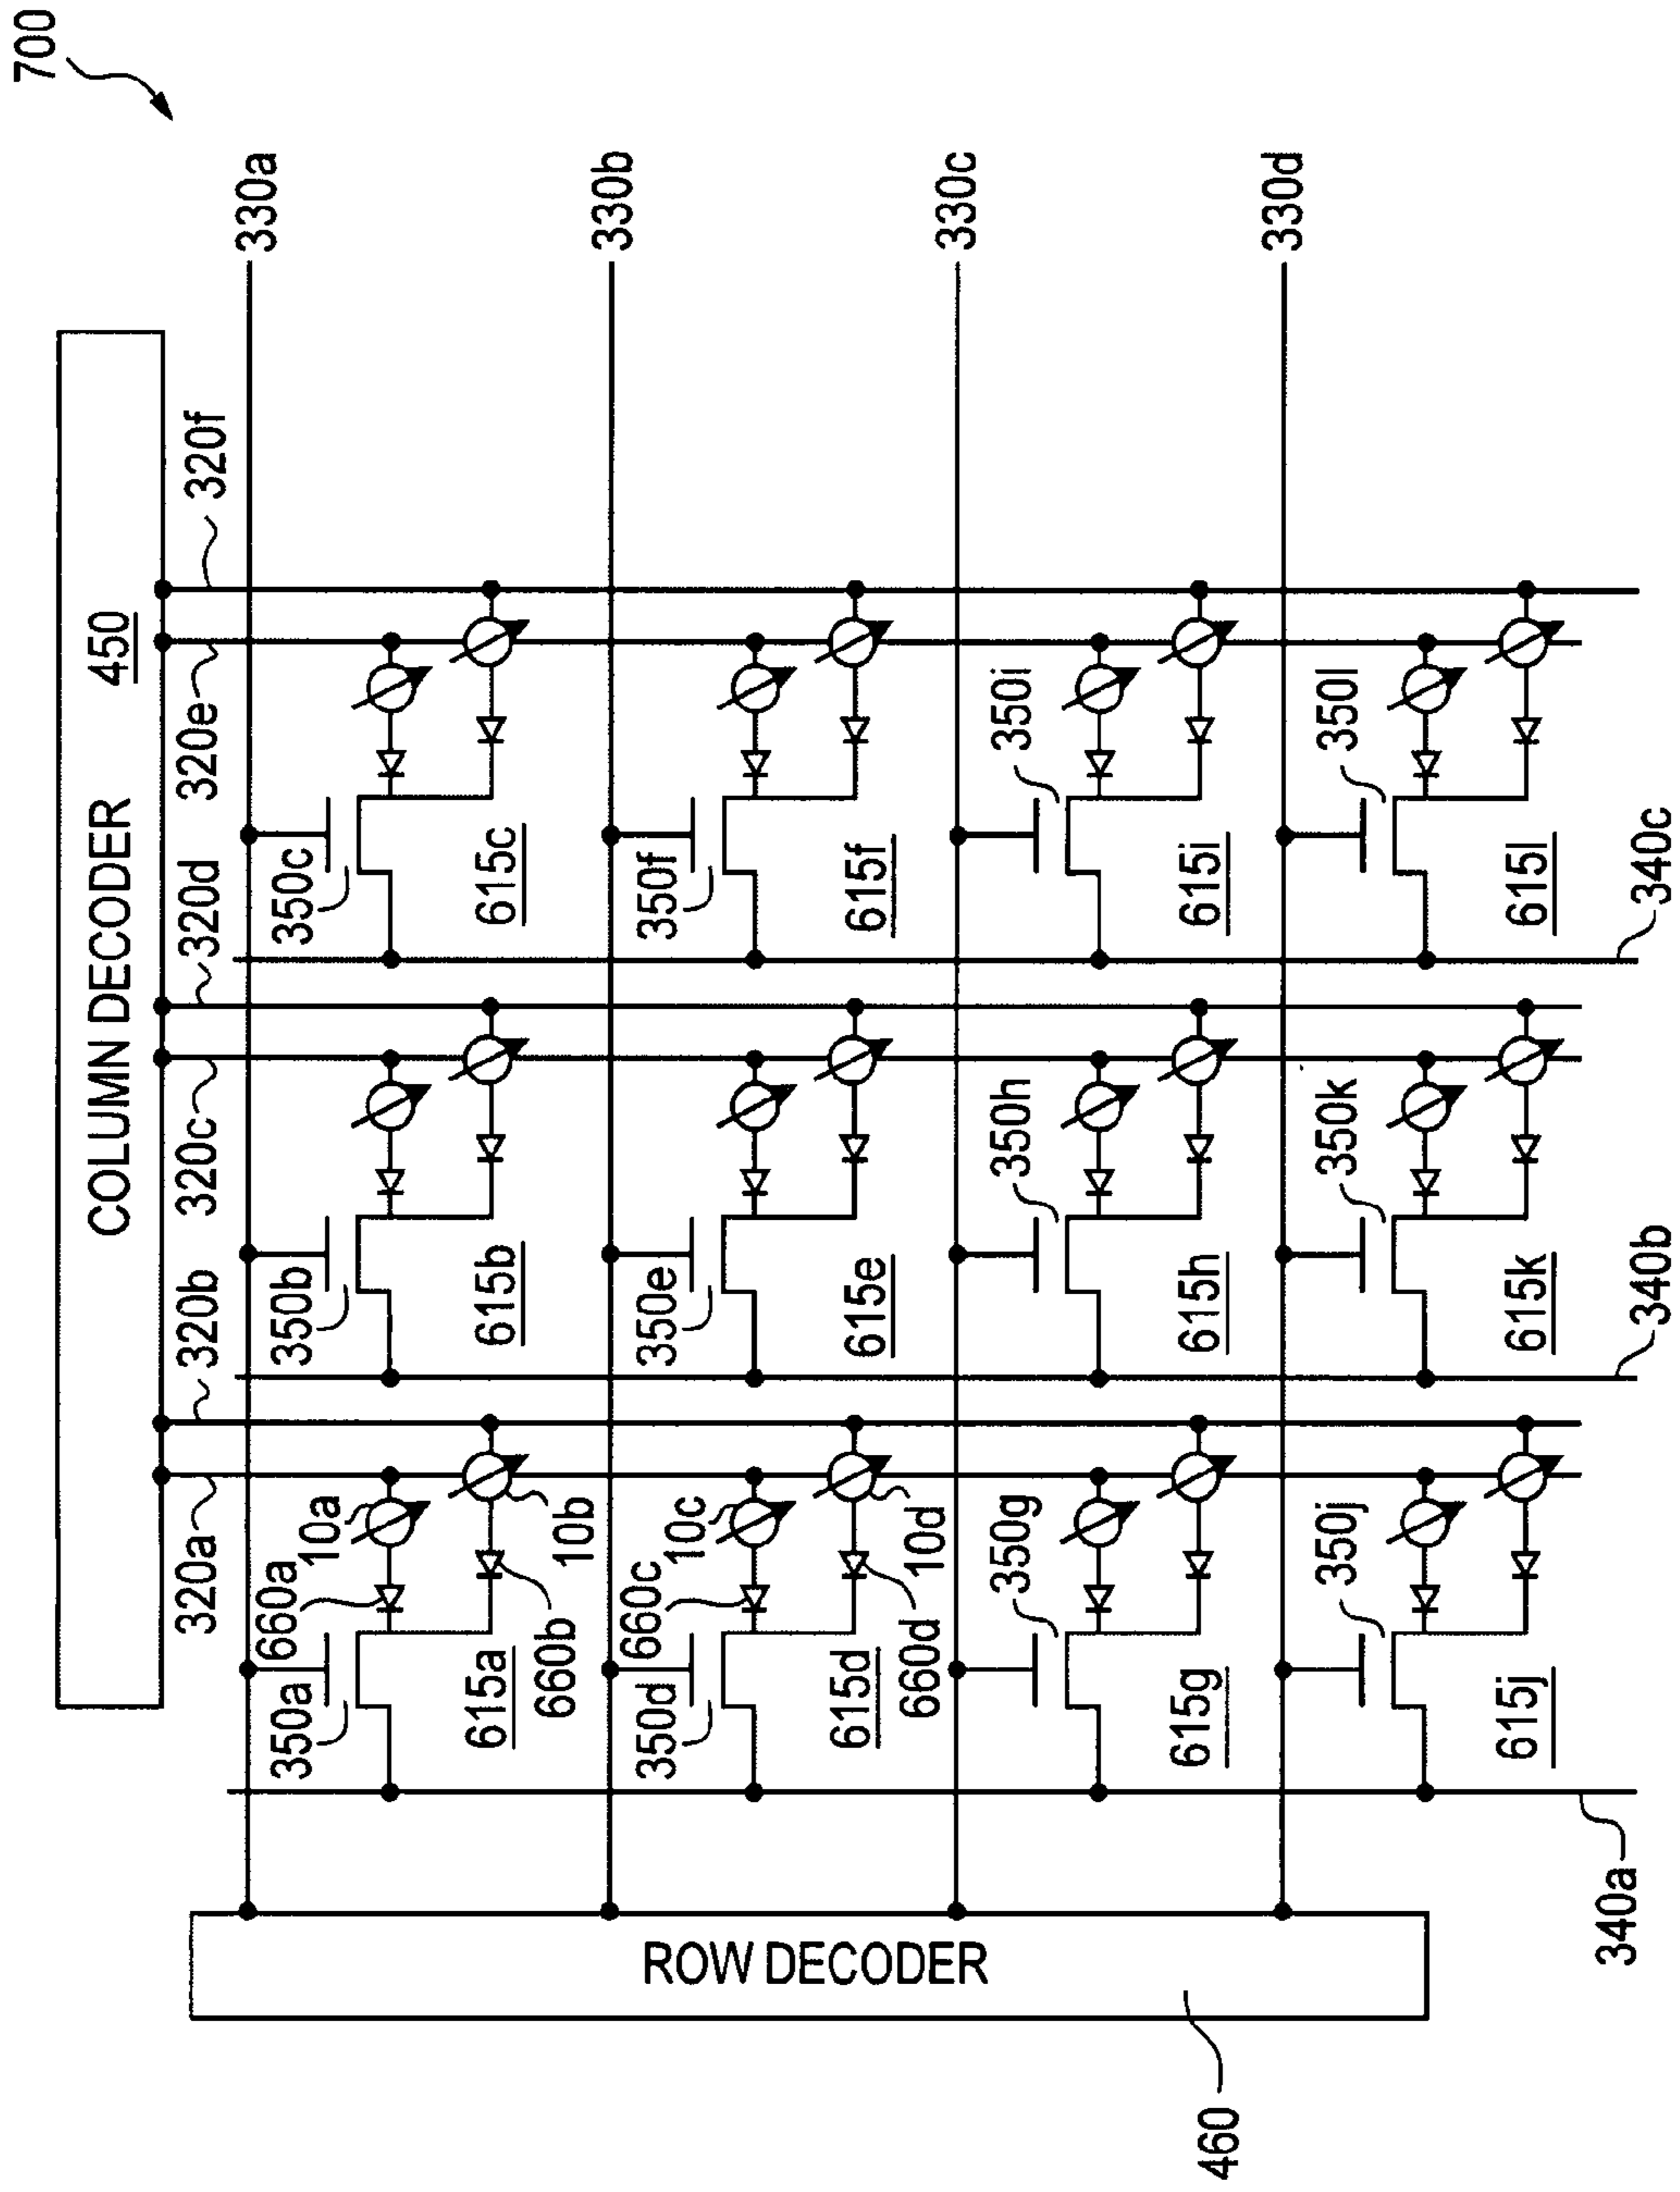 700
COLUMN DECODER 450
320a
320b
320c
320d
320e
320f
330a
660a
10a
350a
350b
350c
615a
660b
10b
615b
615c
330b
660c
10c
350d
350e
350f
615d
660d
10d
615e
615f
330c
350g
350h
350i
615g
615h
615i
330d
350j
350k
350l
615j
615k
615l
340a
340b
340c
ROW DECODER
460